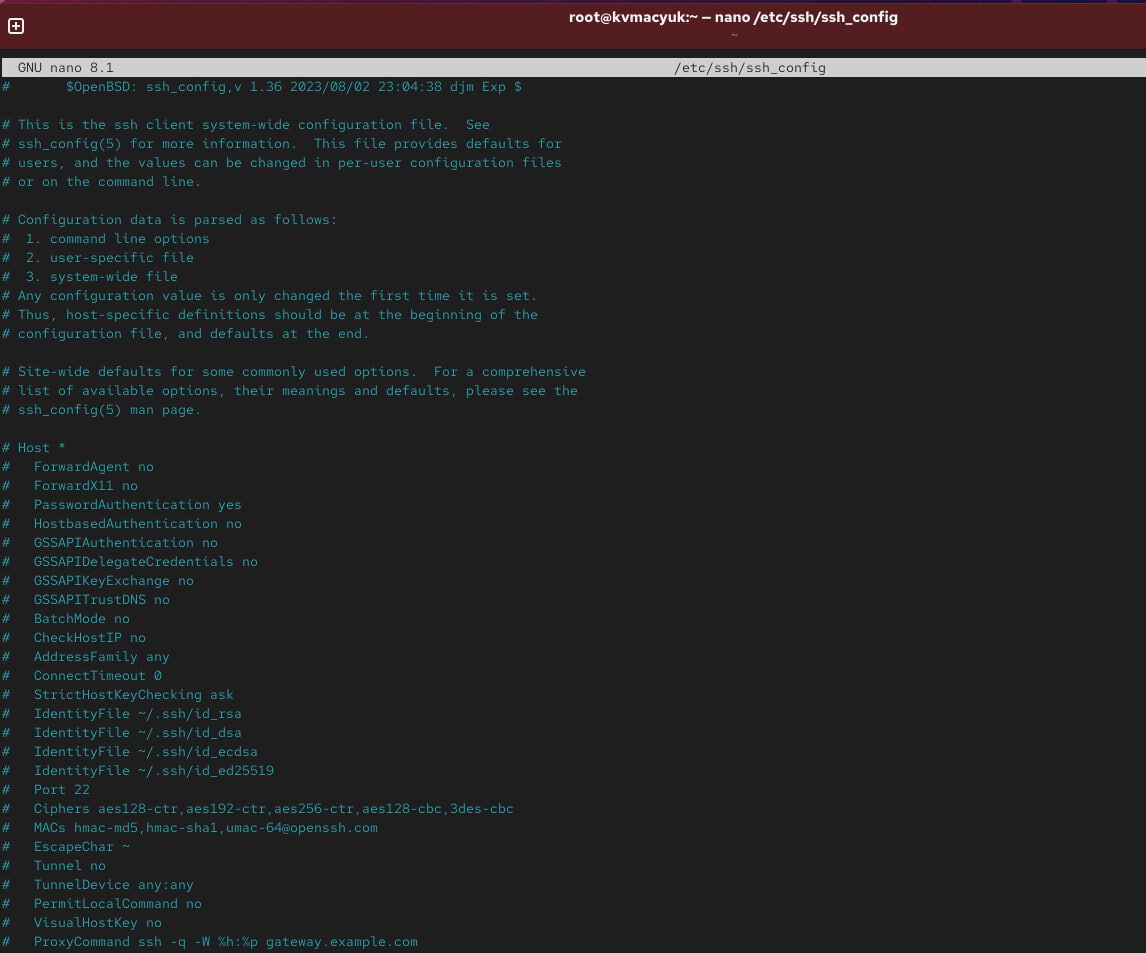 root@kvmacyuk:~ — nano /etc/ssh/ssh_config
~
GNU nano 8.1 /etc/ssh/ssh_config
#       $OpenBSD: ssh_config,v 1.36 2023/08/02 23:04:38 djm Exp $
# This is the ssh client system-wide configuration file.  See
# ssh_config(5) for more information.  This file provides defaults for
# users, and the values can be changed in per-user configuration files
# or on the command line.
# Configuration data is parsed as follows:
#  1. command line options
#  2. user-specific file
#  3. system-wide file
# Any configuration value is only changed the first time it is set.
# Thus, host-specific definitions should be at the beginning of the
# configuration file, and defaults at the end.
# Site-wide defaults for some commonly used options.  For a comprehensive
# list of available options, their meanings and defaults, please see the
# ssh_config(5) man page.
# Host *
#   ForwardAgent no
#   ForwardX11 no
#   PasswordAuthentication yes
#   HostbasedAuthentication no
#   GSSAPIAuthentication no
#   GSSAPIDelegateCredentials no
#   GSSAPIKeyExchange no
#   GSSAPITrustDNS no
#   BatchMode no
#   CheckHostIP no
#   AddressFamily any
#   ConnectTimeout 0
#   StrictHostKeyChecking ask
#   IdentityFile ~/.ssh/id_rsa
#   IdentityFile ~/.ssh/id_dsa
#   IdentityFile ~/.ssh/id_ecdsa
#   IdentityFile ~/.ssh/id_ed25519
#   Port 22
#   Ciphers aes128-ctr,aes192-ctr,aes256-ctr,aes128-cbc,3des-cbc
#   MACs hmac-md5,hmac-sha1,umac-64@openssh.com
#   EscapeChar ~
#   Tunnel no
#   TunnelDevice any:any
#   PermitLocalCommand no
#   VisualHostKey no
#   ProxyCommand ssh -q -W %h:%p gateway.example.com